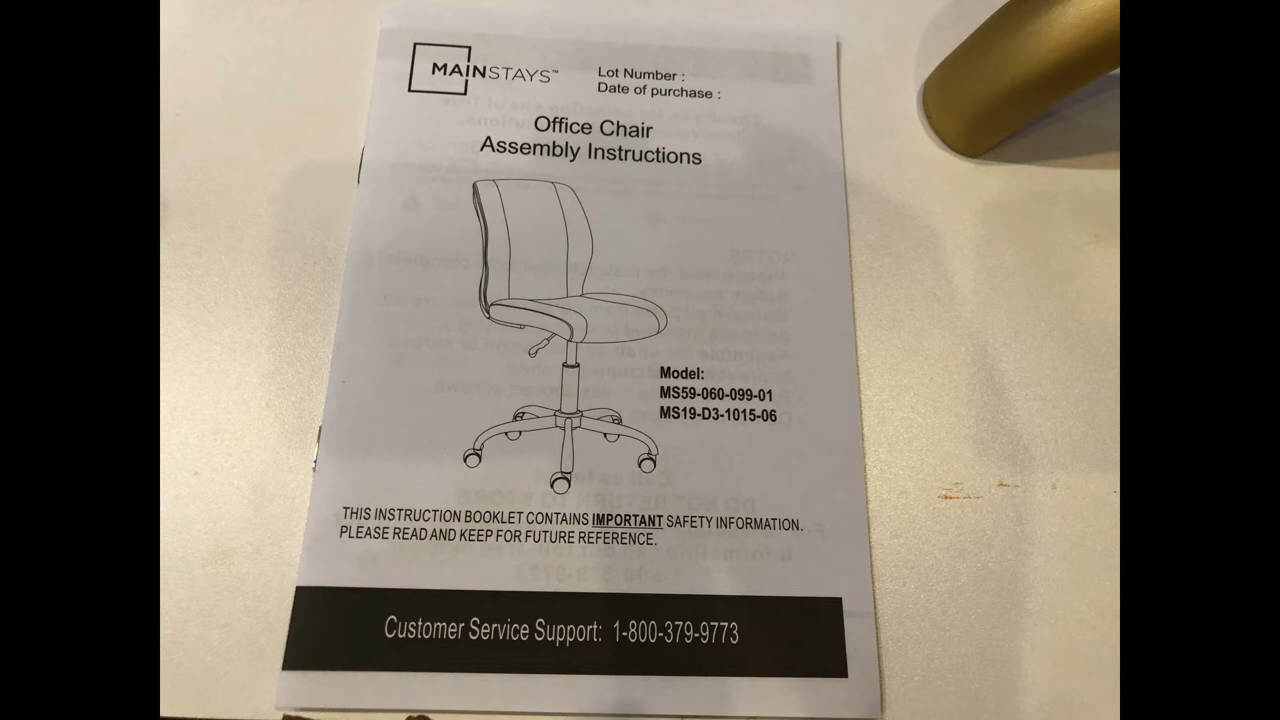 MAINSTAYS™
Lot Number :
Date of purchase :
Office Chair
Assembly Instructions
Model:
MS59-060-099-01
MS19-D3-1015-06
THIS INSTRUCTION BOOKLET CONTAINS IMPORTANT SAFETY INFORMATION.
PLEASE READ AND KEEP FOR FUTURE REFERENCE.
Customer Service Support: 1-800-379-9773